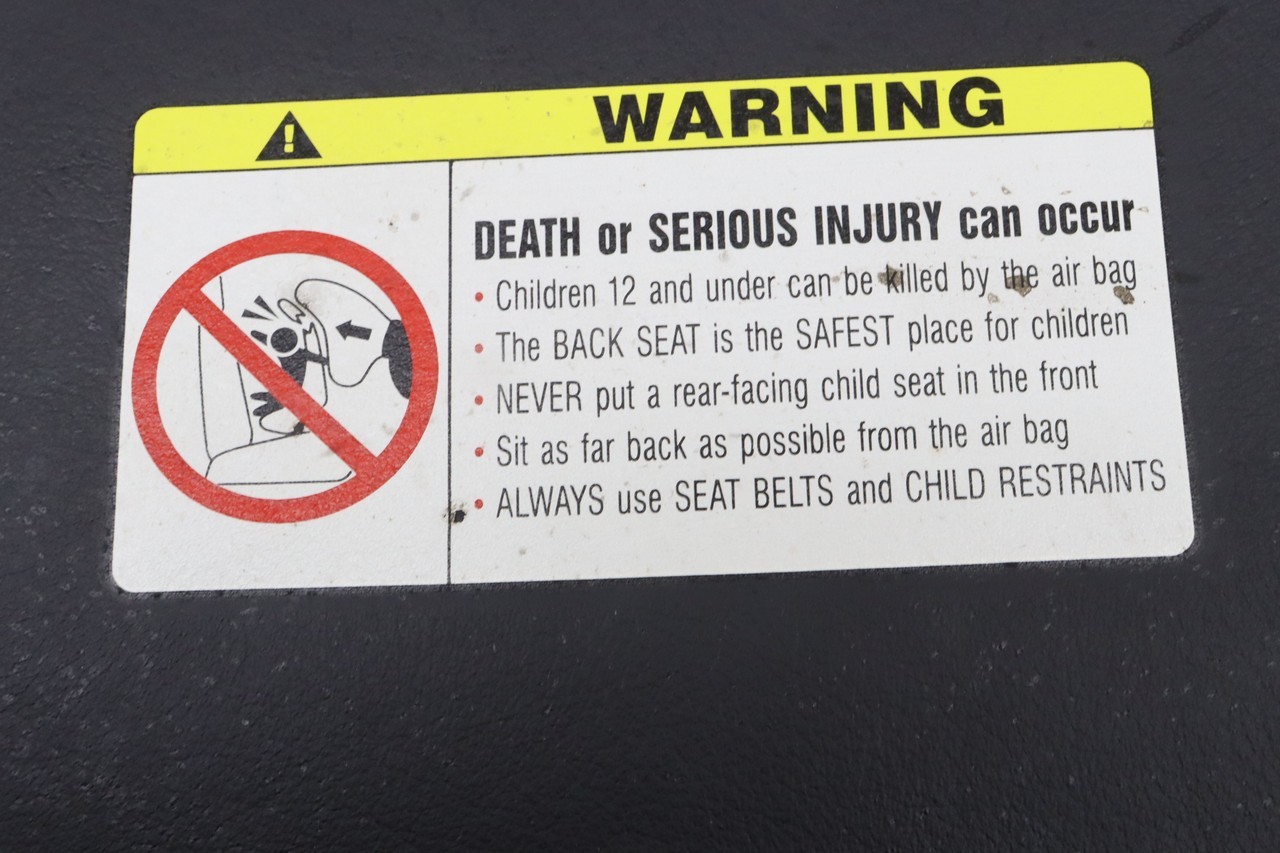 WARNING
DEATH or SERIOUS INJURY can occur
• Children 12 and under can be killed by the air bag
• The BACK SEAT is the SAFEST place for children
• NEVER put a rear-facing child seat in the front
• Sit as far back as possible from the air bag
• ALWAYS use SEAT BELTS and CHILD RESTRAINTS